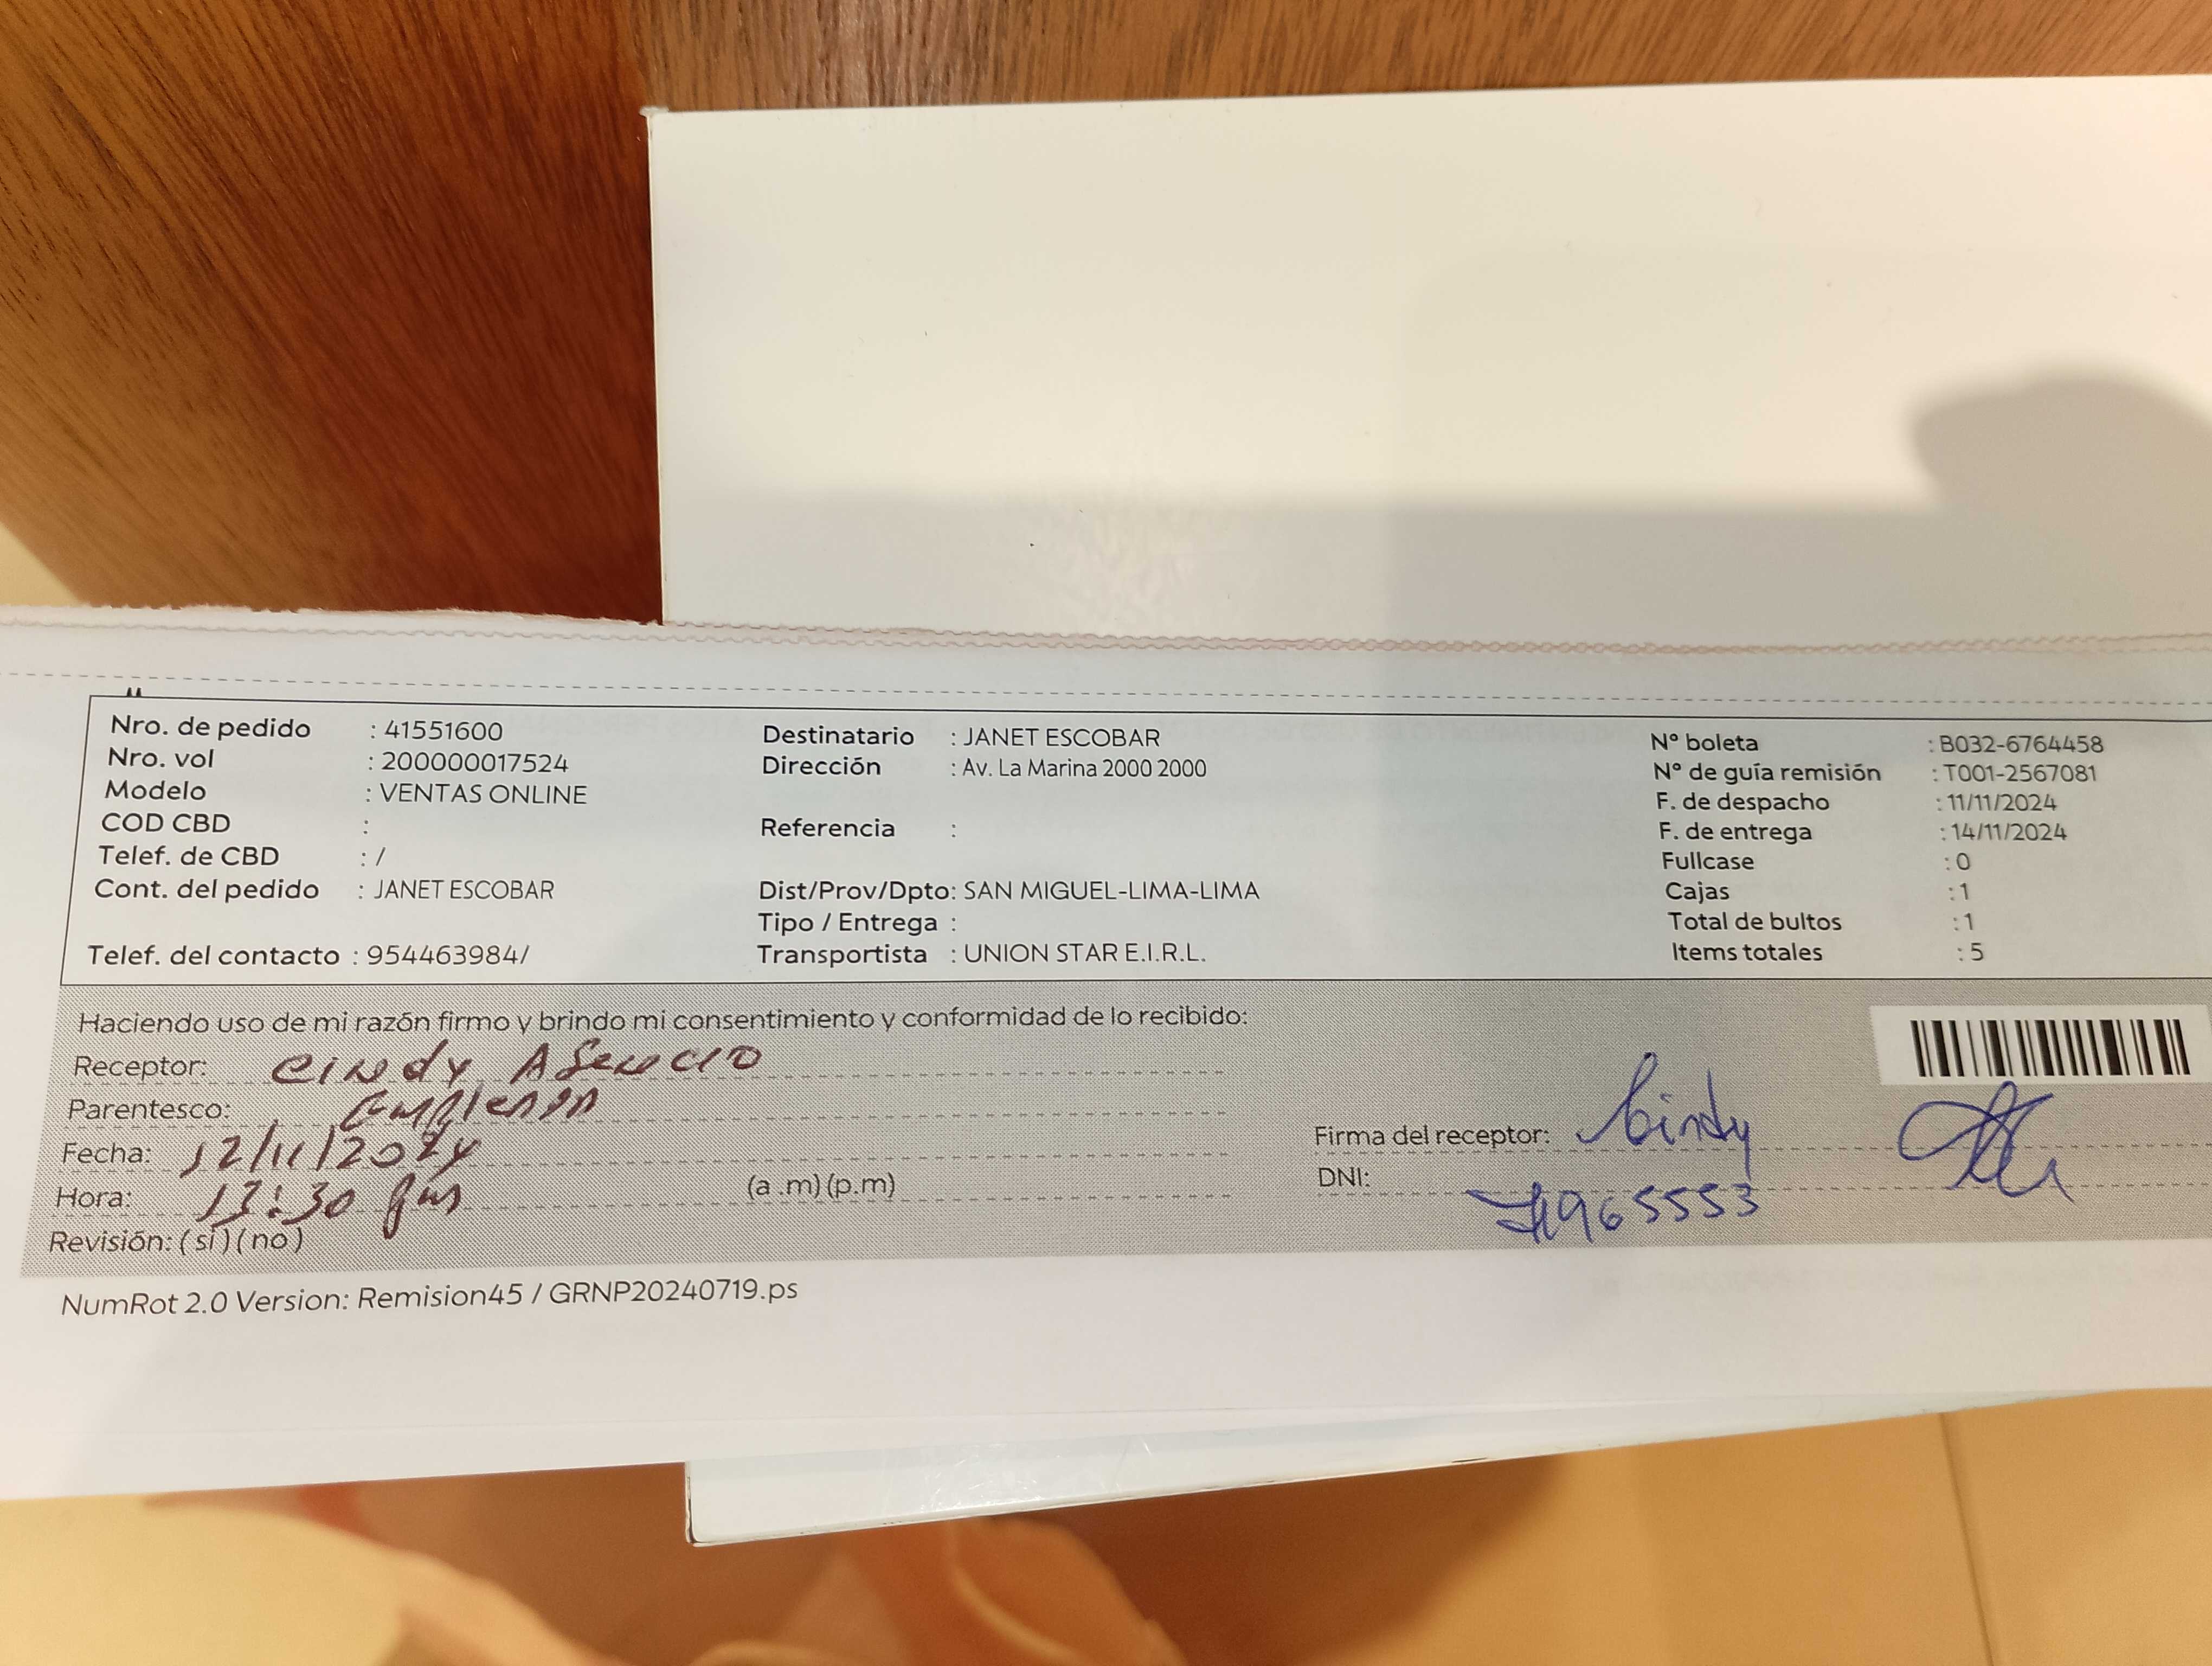 Nro. de pedido : 41551600
Nro. vol : 200000017524
Modelo : VENTAS ONLINE
COD CBD :
Telef. de CBD : /
Cont. del pedido : JANET ESCOBAR
Telef. del contacto : 954463984/
Destinatario : JANET ESCOBAR
Dirección : Av. La Marina 2000 2000
Referencia :
Dist/Prov/Dpto: SAN MIGUEL-LIMA-LIMA
Tipo / Entrega :
Transportista : UNION STAR E.I.R.L.
N° boleta : B032-6764458
N° de guía remisión : T001-2567081
F. de despacho : 11/11/2024
F. de entrega : 14/11/2024
Fullcase : 0
Cajas : 1
Total de bultos : 1
Items totales : 5
Haciendo uso de mi razón firmo y brindo mi consentimiento y conformidad de lo recibido:
Receptor: Cindy
Parentesco:
Fecha: 12/11/2024
Hora: 13:30 (a .m) (p.m)
Revisión: ( sí ) ( no )
Firma del receptor: Cindy
DNI:
NumRot 2.0 Version: Remision45 / GRNP20240719.ps